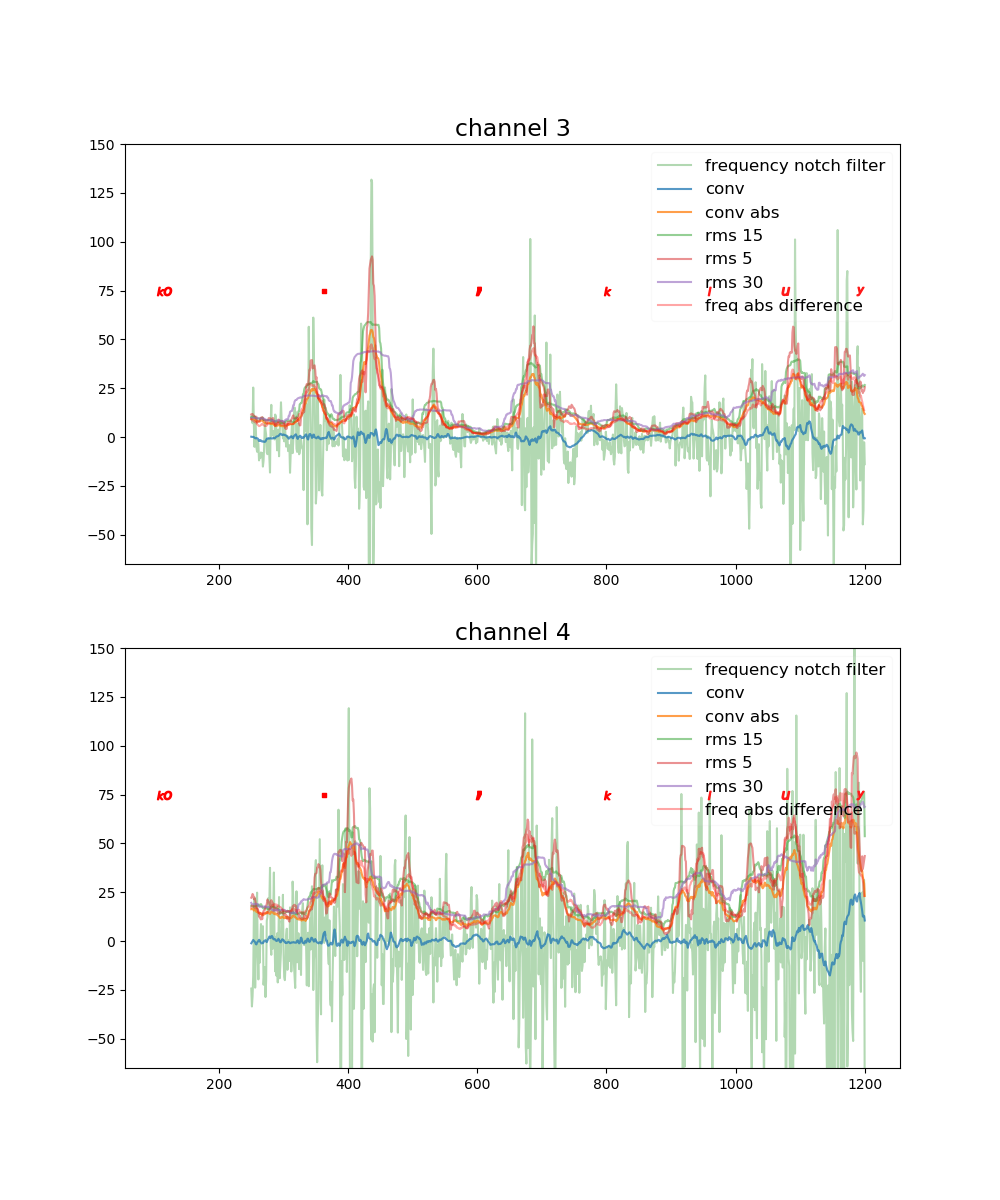 channel 3
150
125
100
75
50
25
0
−25
−50
frequency notch filter
conv
conv abs
rms 15
rms 5
rms 30
freq abs difference
. k i u y
200 400 600 800 1000 1200
channel 4
150
125
100
75
50
25
0
−25
−50
frequency notch filter
conv
conv abs
rms 15
rms 5
rms 30
freq abs difference
. k i u y
200 400 600 800 1000 1200